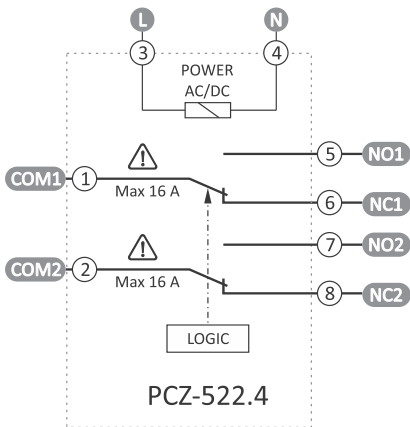 L N
3 4
POWER
AC/DC
5 NO1
COM1 1
Max 16 A
6 NC1
7 NO2
COM2 2
Max 16 A
8 NC2
LOGIC
PCZ-522.4